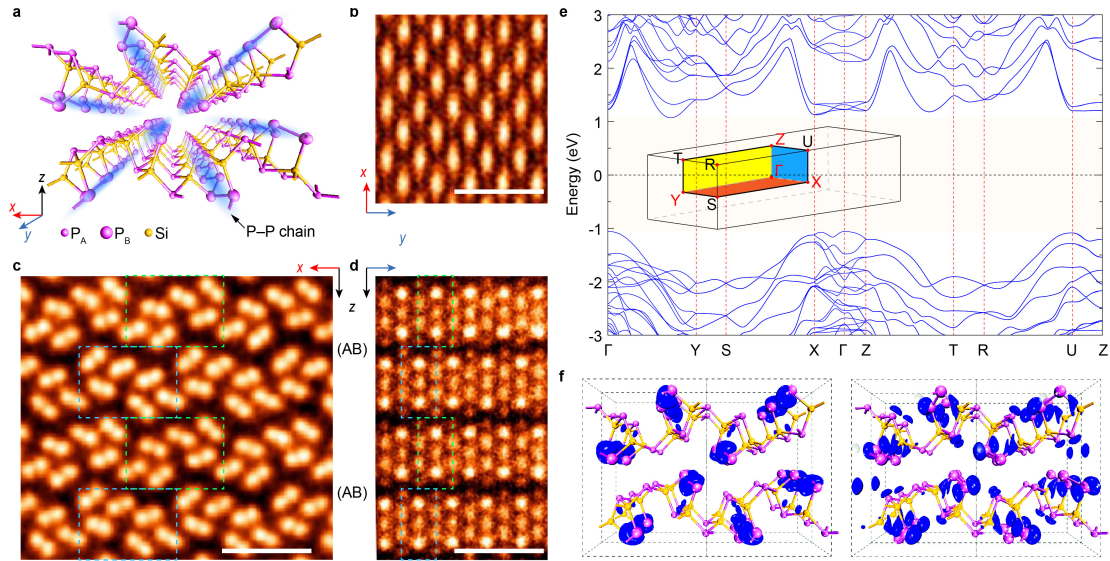 a
z
x
y
P_A
P_B
Si
P–P chain
b
x
y
c
x
z
d
y
(AB)
(AB)
e
Energy (eV)
3
2
1
0
-1
-2
-3
Γ
Y
S
X
Γ
Z
T
R
U
Z
T
R
Z
U
Γ
Y
S
X
f